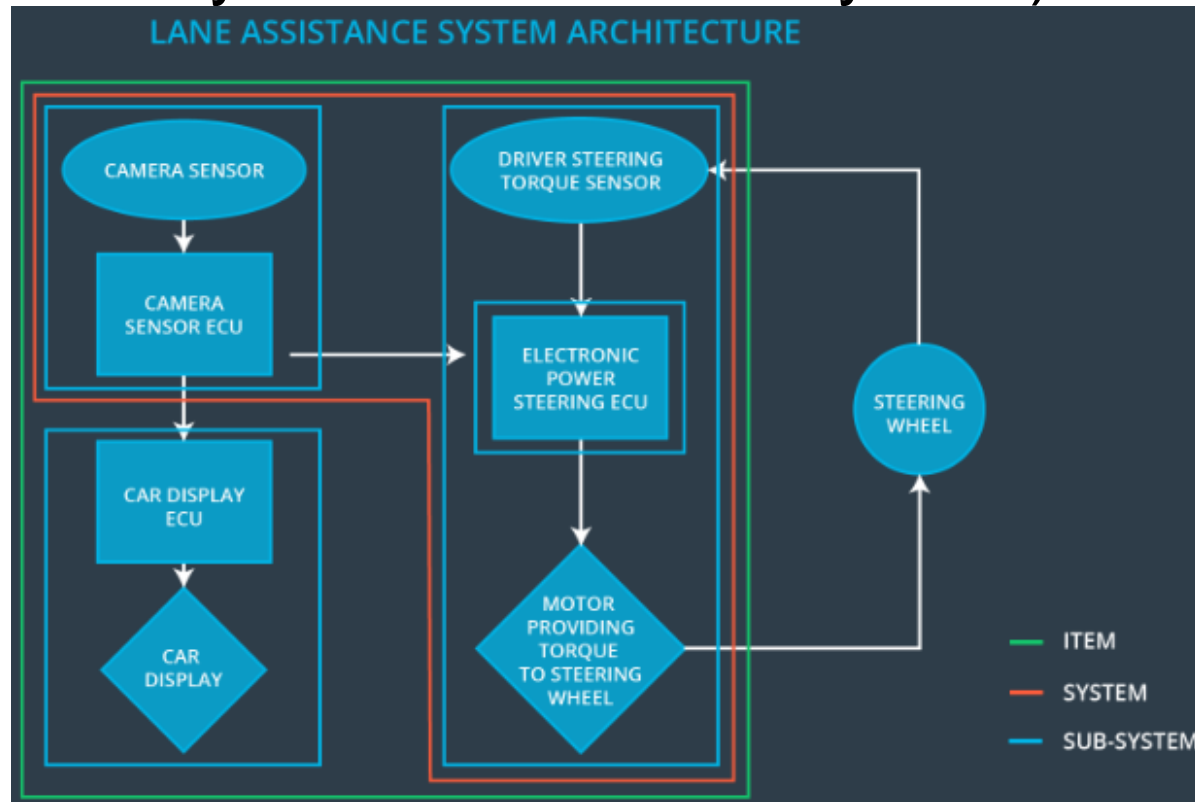 LANE ASSISTANCE SYSTEM ARCHITECTURE
CAMERA SENSOR
DRIVER STEERING
TORQUE SENSOR
CAMERA
SENSOR ECU
ELECTRONIC
POWER
STEERING ECU
STEERING
WHEEL
CAR DISPLAY
ECU
MOTOR
PROVIDING
TORQUE
TO STEERING
WHEEL
CAR
DISPLAY
ITEM
SYSTEM
SUB-SYSTEM